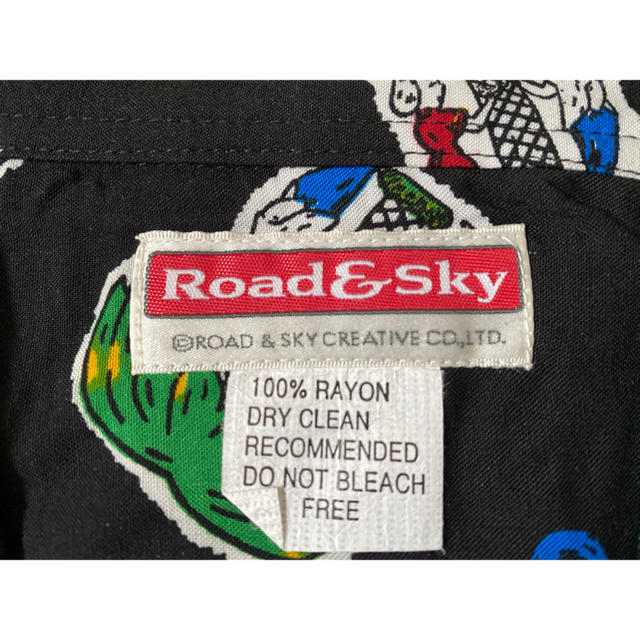 Road&Sky
©ROAD & SKY CREATIVE CO.,LTD.
100% RAYON
DRY CLEAN
RECOMMENDED
DO NOT BLEACH
FREE